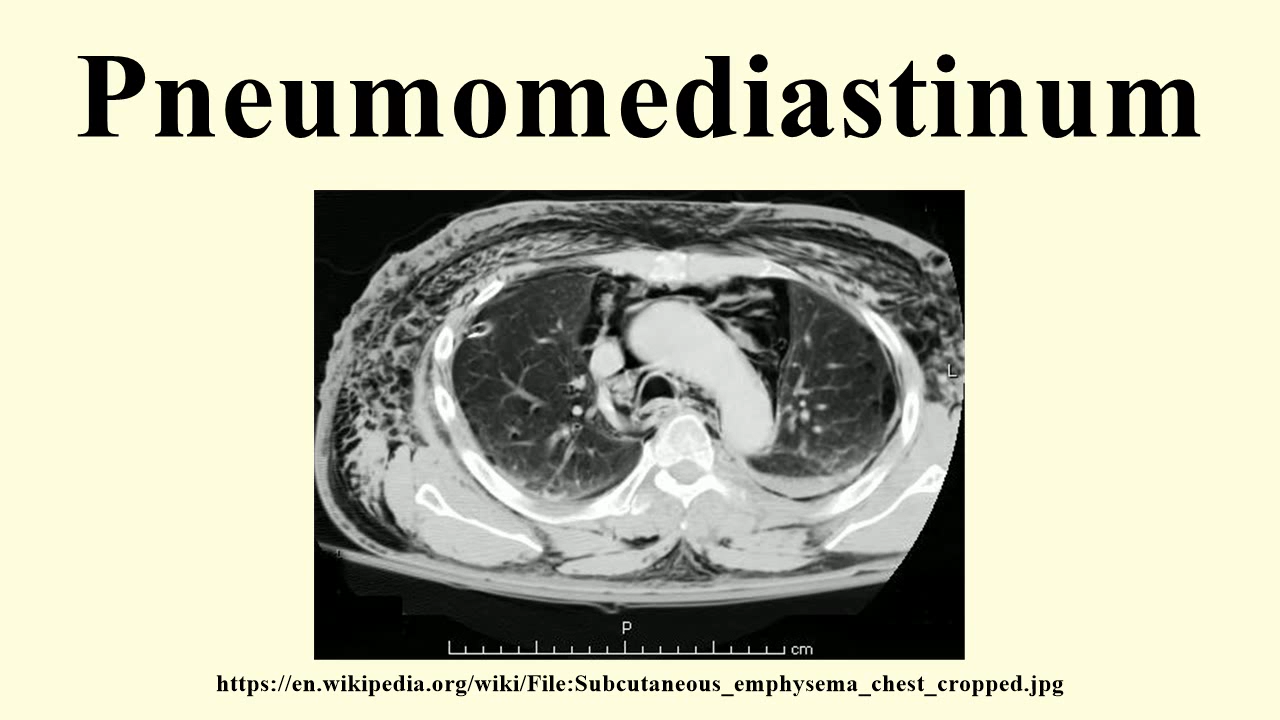 Pneumomediastinum
L
P
cm
https://en.wikipedia.org/wiki/File:Subcutaneous_emphysema_chest_cropped.jpg